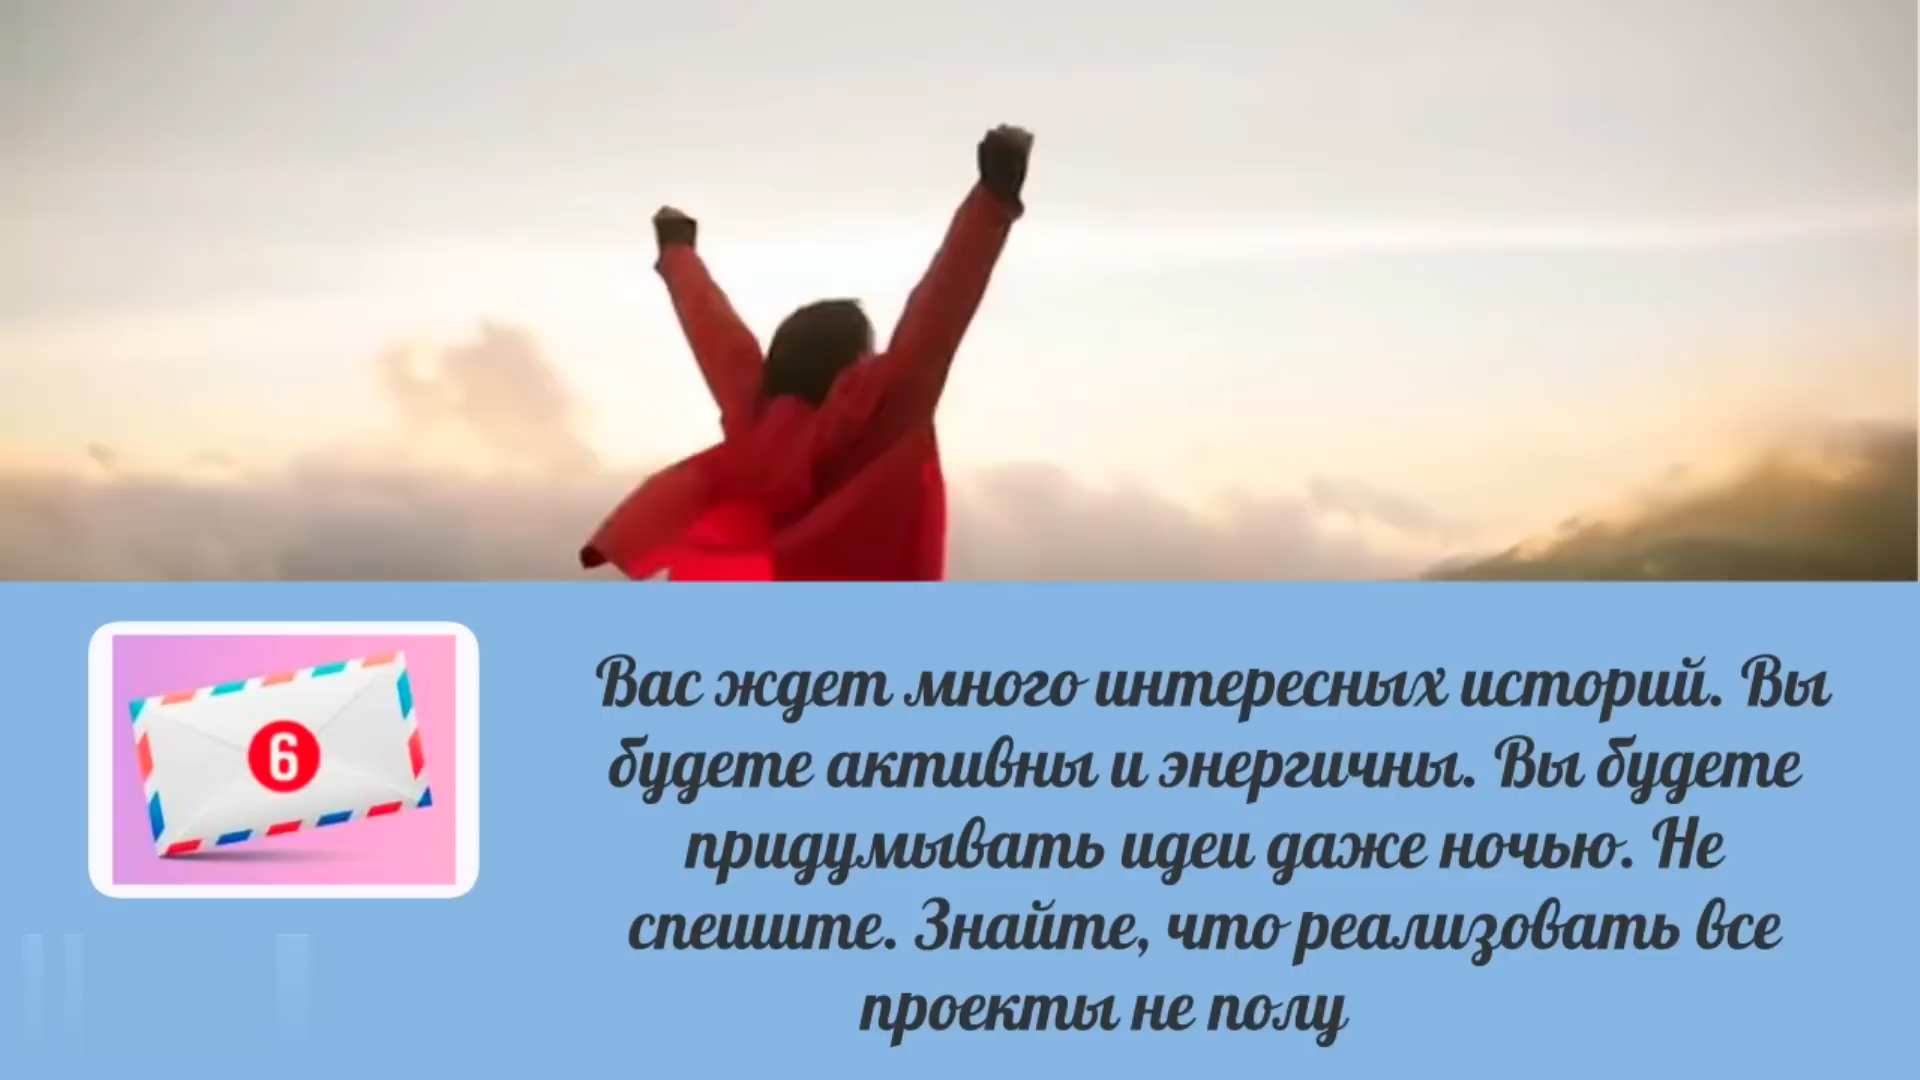 6
Вас ждет много интересных историй. Вы
будете активны и энергичны. Вы будете
придумывать идеи даже ночью. Не
спешите. Знайте, что реализовать все
проекты не полу